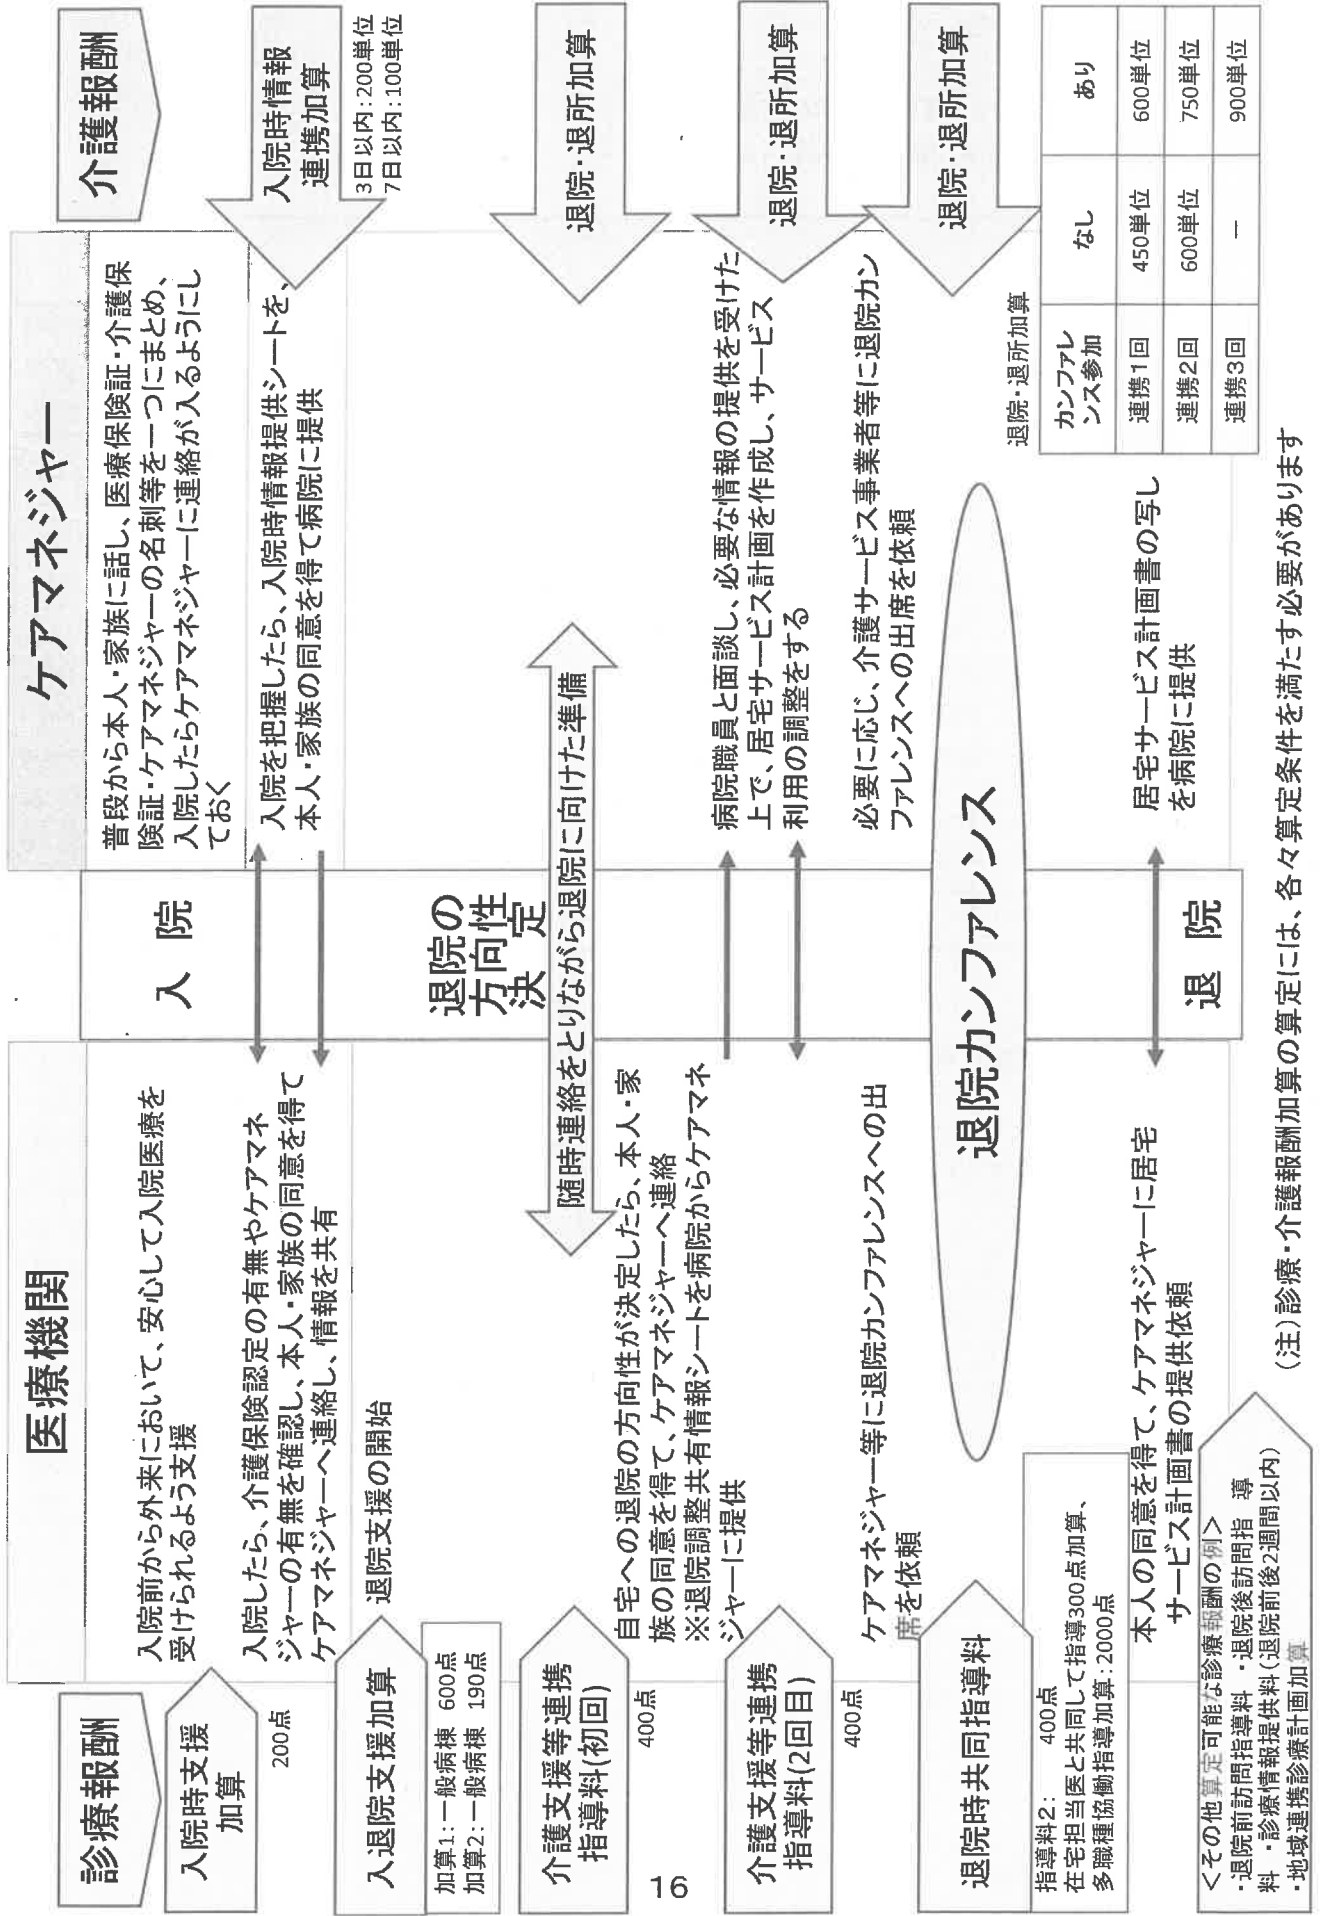 診療報酬
医療機関
ケアマネジャー
介護報酬
入院
入院前から外来において、安心して入院医療を
受けられるよう支援
普段から本人・家族に話し、医療保険証・介護保
険証・ケアマネジャーの名刺等を一つにまとめ、
入院したらケアマネジャーに連絡が入るようにし
ておく
入院時支援
加算
200点
入院したら、介護保険認定の有無やケアマネ
ジャーの有無を確認し、本人・家族の同意を得て
ケアマネジャーへ連絡し、情報を共有
入院を把握したら、入院時情報提供シートを、
本人・家族の同意を得て病院に提供
入院時情報
連携加算
3日以内:200単位
7日以内:100単位
入退院支援加算
加算1:一般病棟 600点
加算2:一般病棟 190点
退院支援の開始
退院の
方向性
決 定
随時連絡をとりながら退院に向けた準備
退院・退所加算
介護支援等連携
指導料(初回)
400点
自宅への退院の方向性が決定したら、本人・家
族の同意を得て、ケアマネジャーへ連絡
※退院調整共有情報シートを病院からケアマネ
ジャーに提供
病院職員と面談し、必要な情報の提供を受けた
上で、居宅サービス計画を作成し、サービス
利用の調整をする
退院・退所加算
介護支援等連携
指導料(2回目)
400点
ケアマネジャー等に退院カンファレンスへの出
席を依頼
必要に応じ、介護サービス事業者等に退院カン
ファレンスへの出席を依頼
退院・退所加算
退院時共同指導料
指導料2: 400点
在宅担当医と共同して指導300点加算、
多職種協働指導加算:2000点
退院カンファレンス
本人の同意を得て、ケアマネジャーに居宅
サービス計画書の提供依頼
退 院
居宅サービス計画書の写し
を病院に提供
退院・退所加算
カンファレ
ンス参加
なし
あり
連携1回 450単位 600単位
連携2回 600単位 750単位
連携3回 ― 900単位
<その他算定可能な診療報酬の例>
・退院前訪問指導料 ・退院後訪問指 導
料 ・診療情報提供料(退院前後2週間以内)
・地域連携診療計画加算
(注)診療・介護報酬加算の算定には、各々算定条件を満たす必要があります
16